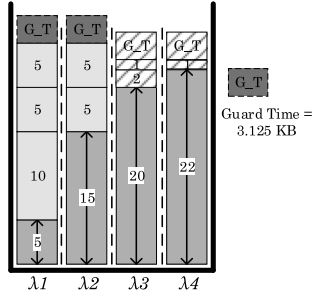 G_T G_T G_T G_T
5 5 1 1
5 5 2
10 15 20 22
5
G_T
Guard Time =
3.125 KB
λ1 λ2 λ3 λ4